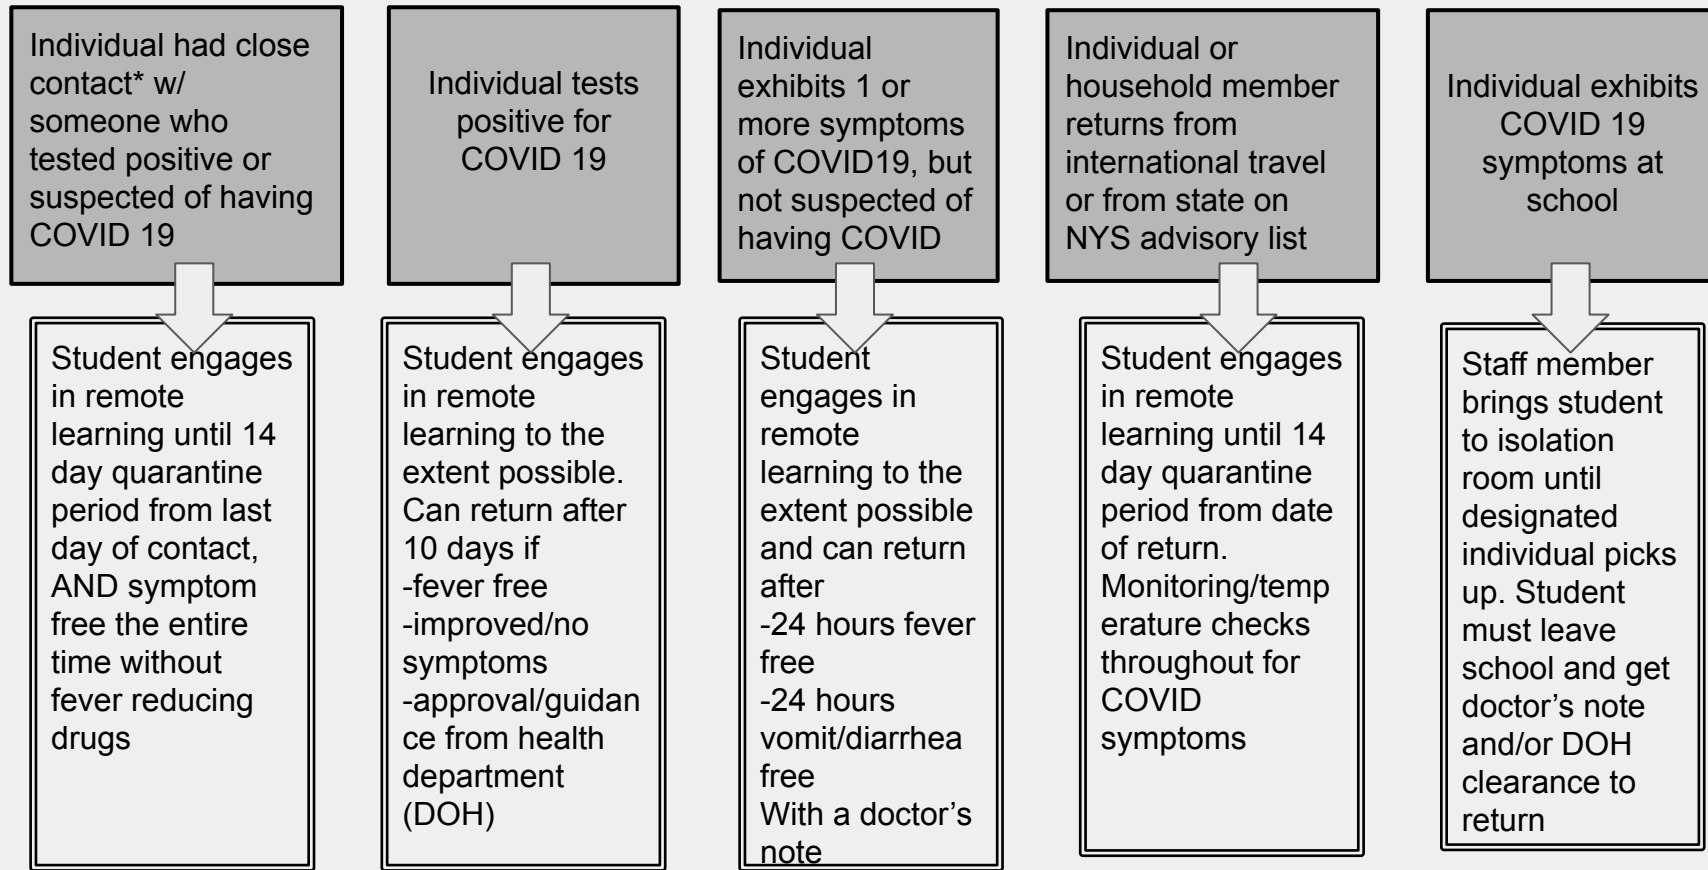 Individual had close
contact* w/
someone who
tested positive or
suspected of having
COVID 19
Individual tests
positive for
COVID 19
Individual
exhibits 1 or
more symptoms
of COVID19, but
not suspected of
having COVID
Individual or
household member
returns from
international travel
or from state on
NYS advisory list
Individual exhibits
COVID 19
symptoms at
school
Student engages
in remote
learning until 14
day quarantine
period from last
day of contact,
AND symptom
free the entire
time without
fever reducing
drugs
Student engages
in remote
learning to the
extent possible.
Can return after
10 days if
-fever free
-improved/no
symptoms
-approval/guidan
ce from health
department
(DOH)
Student
engages in
remote
learning to the
extent possible
and can return
after
-24 hours fever
free
-24 hours
vomit/diarrhea
free
With a doctor’s
note
Student engages
in remote
learning until 14
day quarantine
period from date
of return.
Monitoring/temp
erature checks
throughout for
COVID
symptoms
Staff member
brings student
to isolation
room until
designated
individual picks
up. Student
must leave
school and get
doctor’s note
and/or DOH
clearance to
return